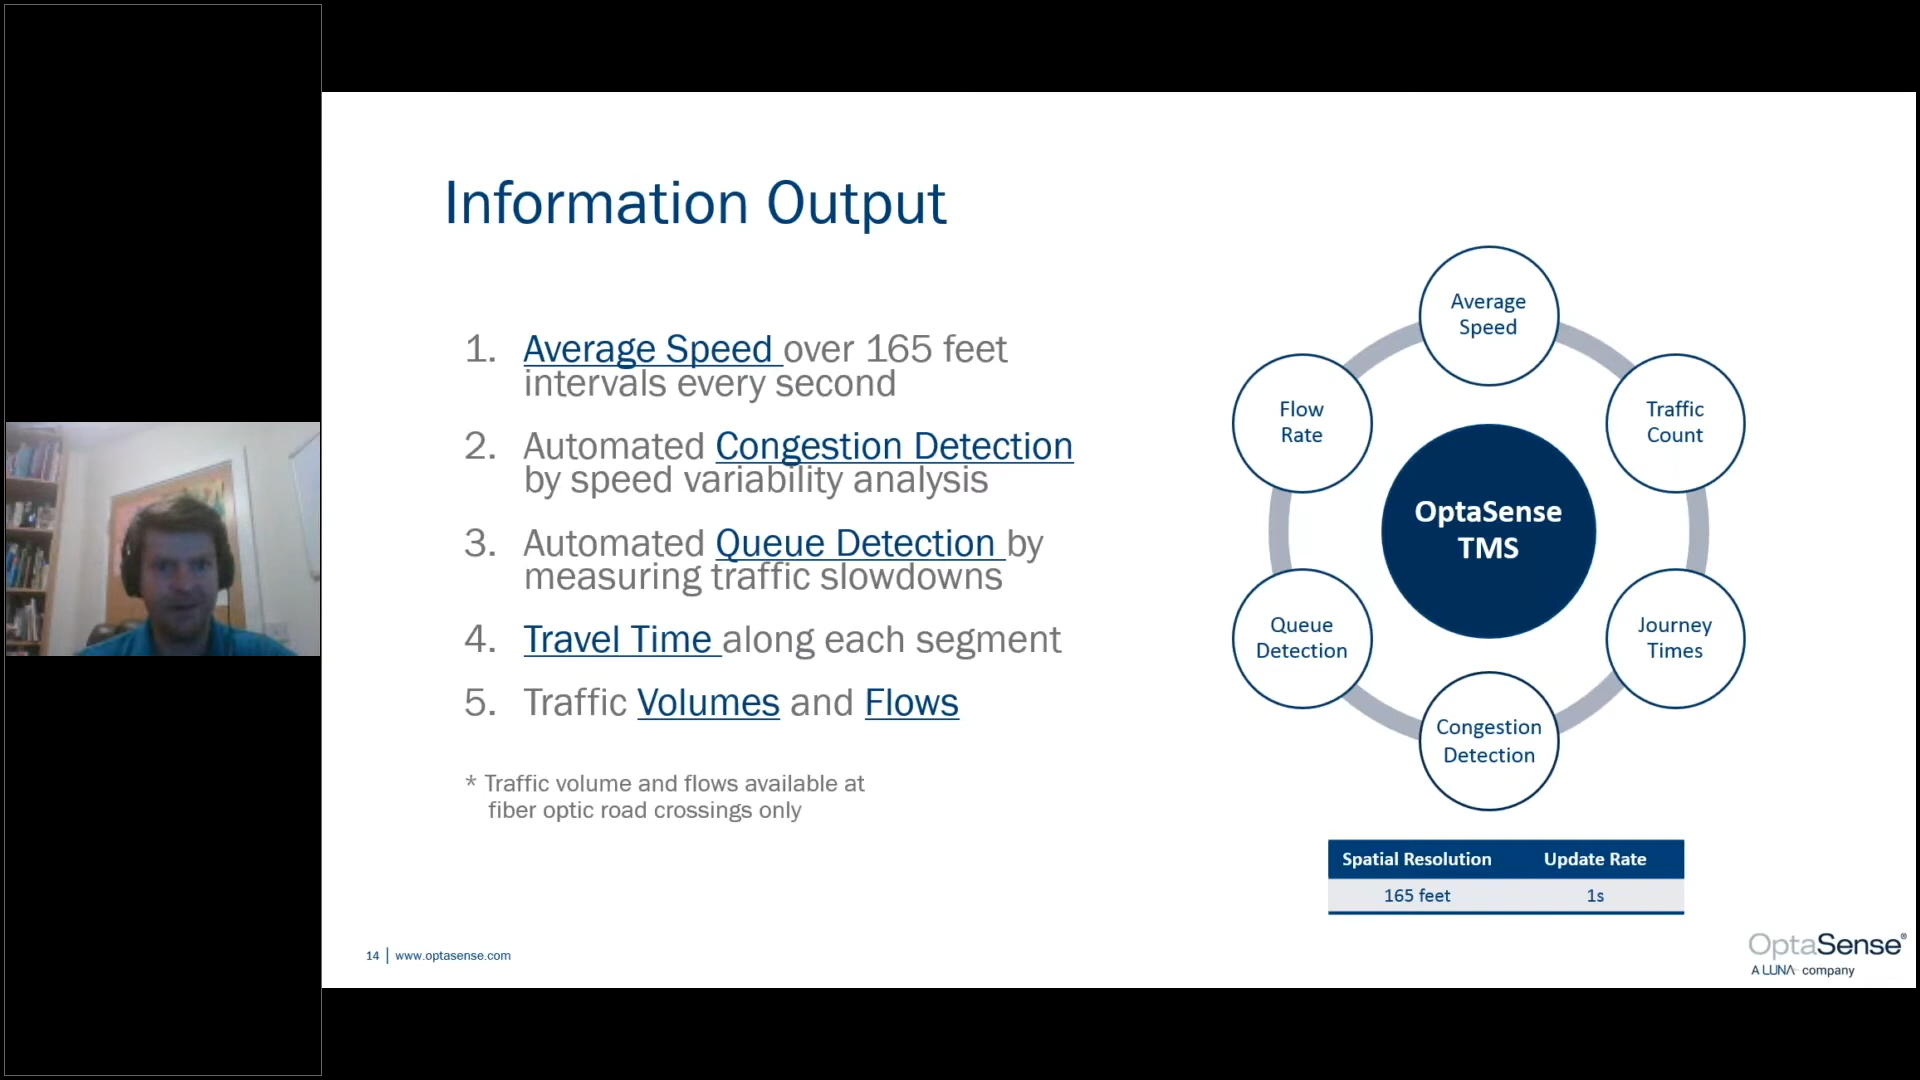 Information Output
1. Average Speed over 165 feet
intervals every second
2. Automated Congestion Detection
by speed variability analysis
3. Automated Queue Detection by
measuring traffic slowdowns
4. Travel Time along each segment
5. Traffic Volumes and Flows
* Traffic volume and flows available at
fiber optic road crossings only
Average
Speed
Traffic
Count
Journey
Times
Congestion
Detection
Queue
Detection
Flow
Rate
OptaSense
TMS
Spatial Resolution Update Rate
165 feet 1s
14 | www.optasense.com
OptaSense®
A LUNA company